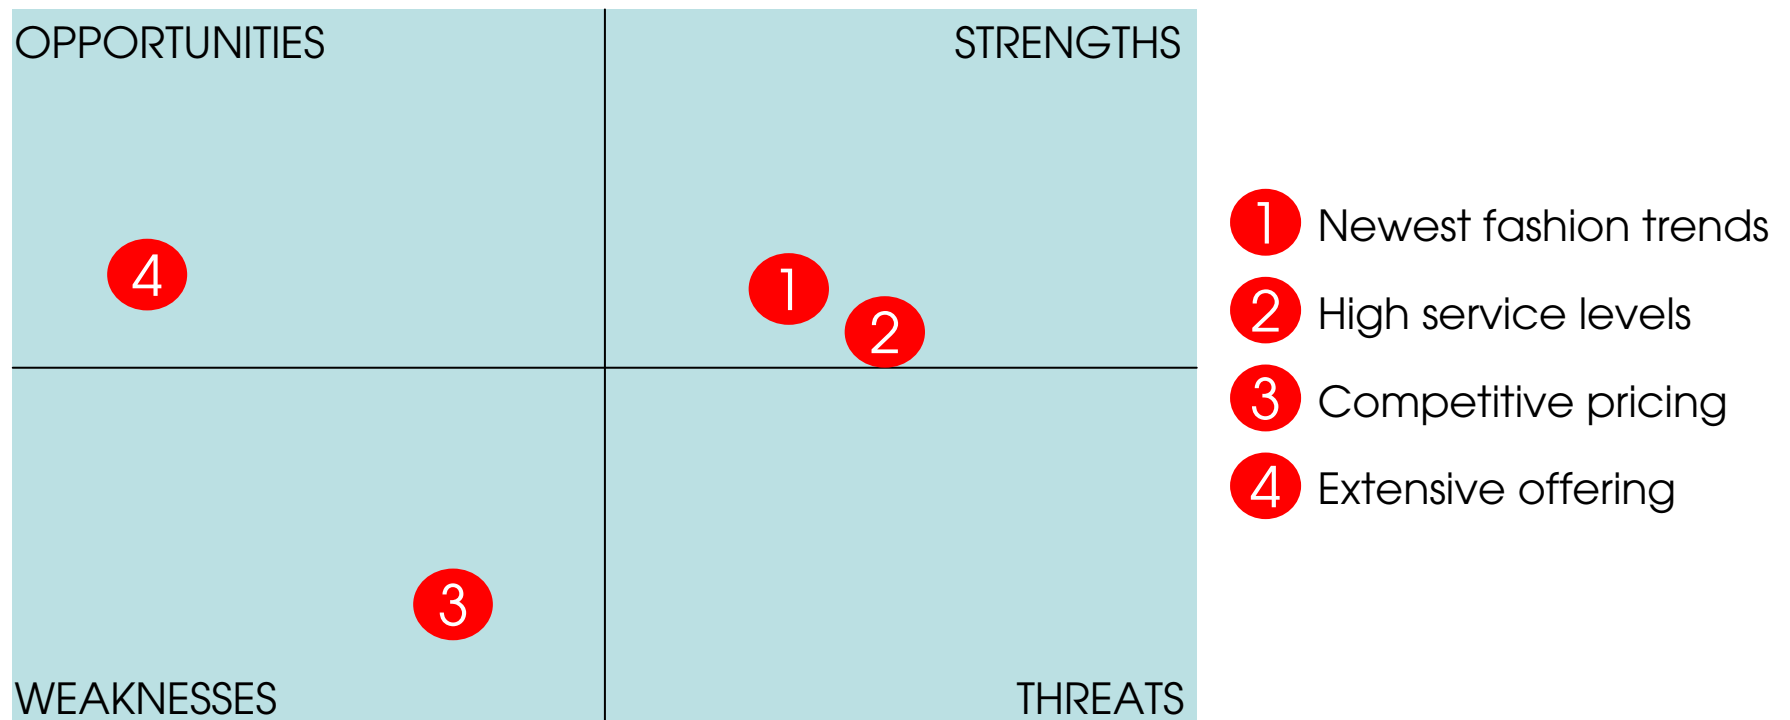 OPPORTUNITIES
STRENGTHS
4
1
2
3
WEAKNESSES
THREATS
1 Newest fashion trends
2 High service levels
3 Competitive pricing
4 Extensive offering